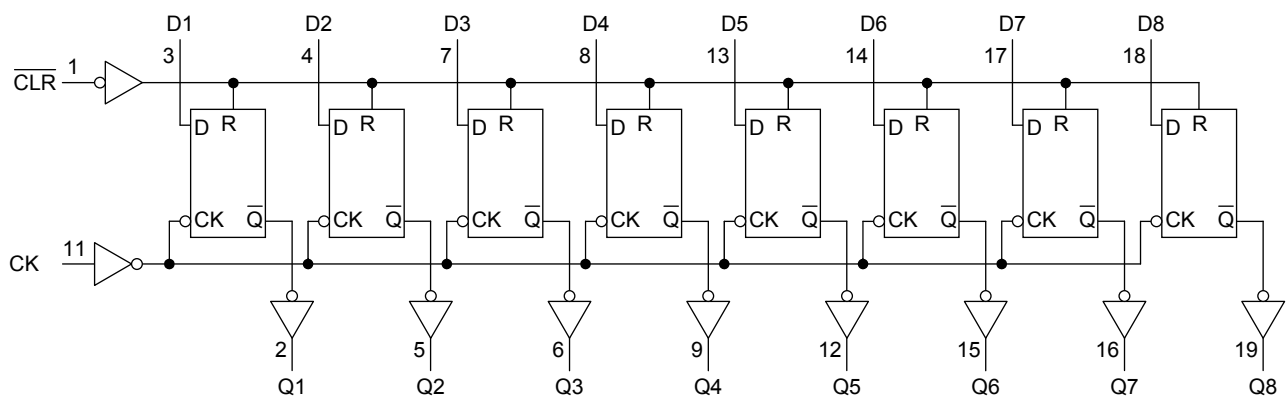 D1 D2 D3 D4 D5 D6 D7 D8
3 4 7 8 13 14 17 18
C̅L̅R̅ 1
R R R R R R R R
D D D D D D D D
CK Q̅ CK Q̅ CK Q̅ CK Q̅ CK Q̅ CK Q̅ CK Q̅ CK Q̅
CK 11
2 5 6 9 12 15 16 19
Q1 Q2 Q3 Q4 Q5 Q6 Q7 Q8